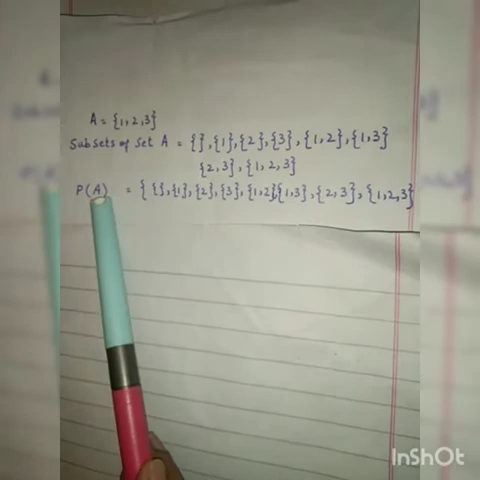 A = {1,2,3}
Subsets of Set A = {},{1},{2},{3},{1,2},{1,3}
{2,3},{1,2,3}
P(A) = { {},{1},{2},{3},{1,2},{1,3},{2,3},{1,2,3}
InShOt